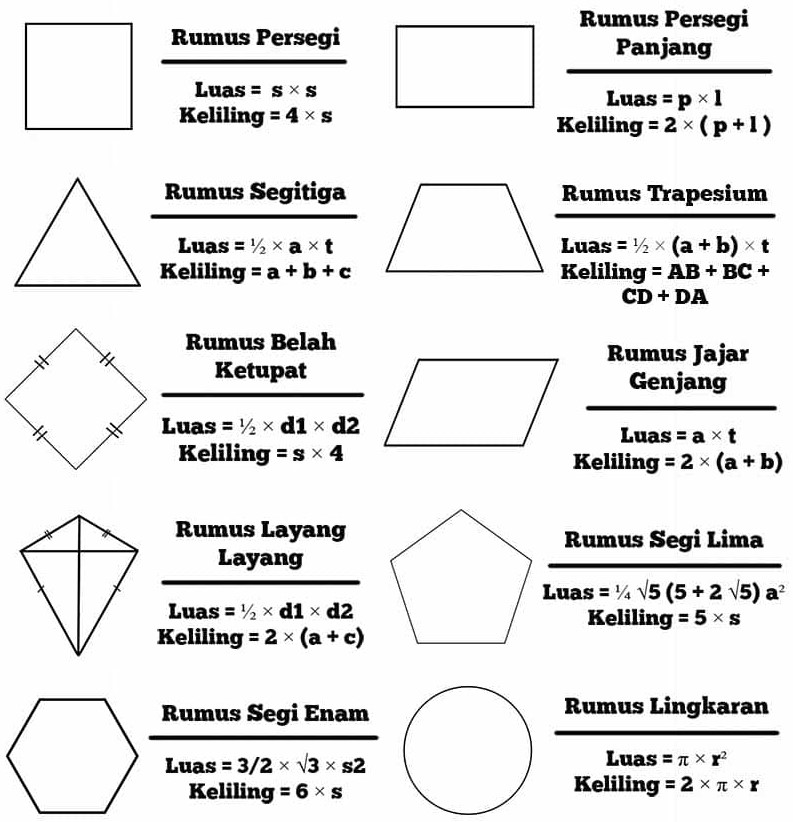 Rumus Persegi
Luas = s × s
Keliling = 4 × s
Rumus Persegi
Panjang
Luas = p × l
Keliling = 2 × ( p + l )
Rumus Segitiga
Luas = ½ × a × t
Keliling = a + b + c
Rumus Trapesium
Luas = ½ × (a + b) × t
Keliling = AB + BC +
CD + DA
Rumus Belah
Ketupat
Luas = ½ × d1 × d2
Keliling = s × 4
Rumus Jajar
Genjang
Luas = a × t
Keliling = 2 × (a + b)
Rumus Layang
Layang
Luas = ½ × d1 × d2
Keliling = 2 × (a + c)
Rumus Segi Lima
Luas = ¼ √5 (5 + 2 √5) a²
Keliling = 5 × s
Rumus Segi Enam
Luas = 3/2 × √3 × s2
Keliling = 6 × s
Rumus Lingkaran
Luas = π × r²
Keliling = 2 × π × r